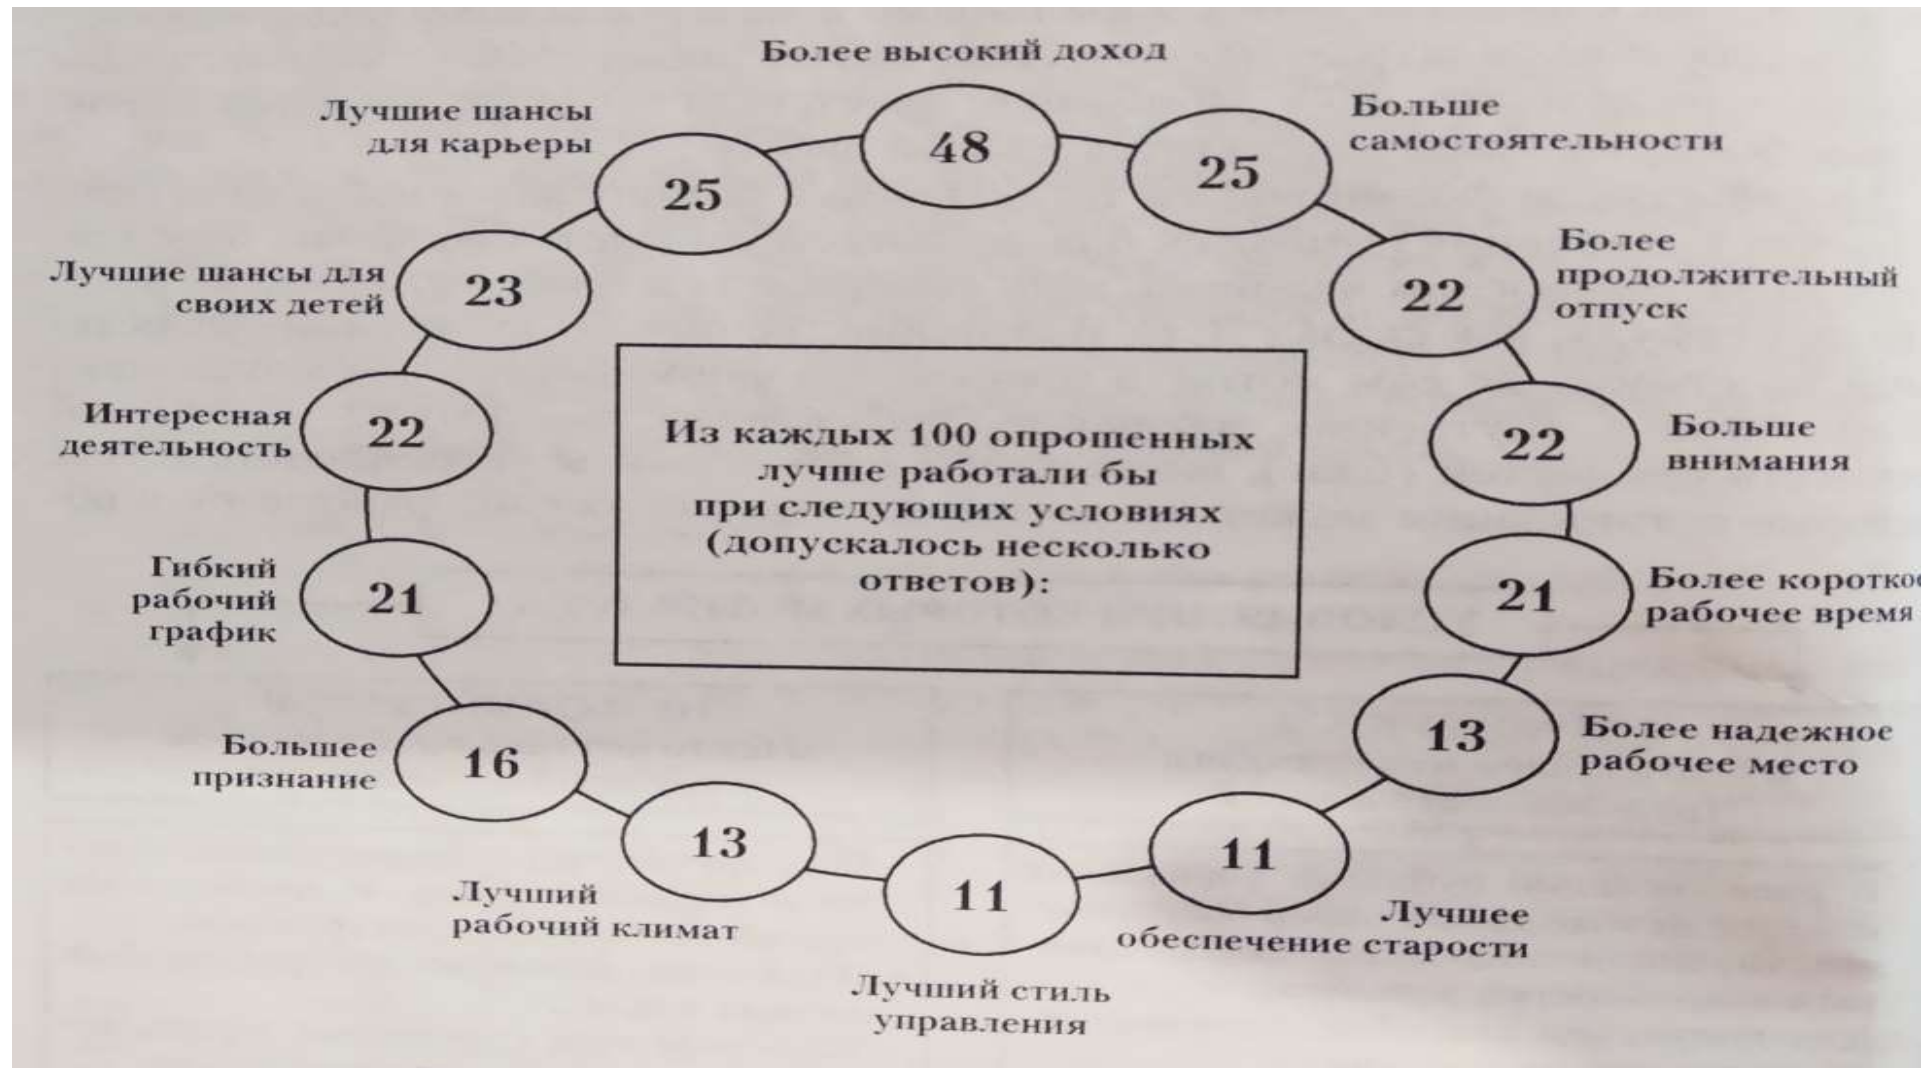 Более высокий доход
48
Больше
самостоятельности
25
Более
продолжительный
отпуск
22
Больше
внимания
22
Более короткое
рабочее время
21
Более надежное
рабочее место
13
Лучшее
обеспечение старости
11
Лучший стиль
управления
11
Лучший
рабочий климат
13
Большее
признание
16
Гибкий
рабочий
график
21
Интересная
деятельность
22
Лучшие шансы для
своих детей
23
Лучшие шансы
для карьеры
25
Из каждых 100 опрошенных
лучше работали бы
при следующих условиях
(допускалось несколько
ответов):